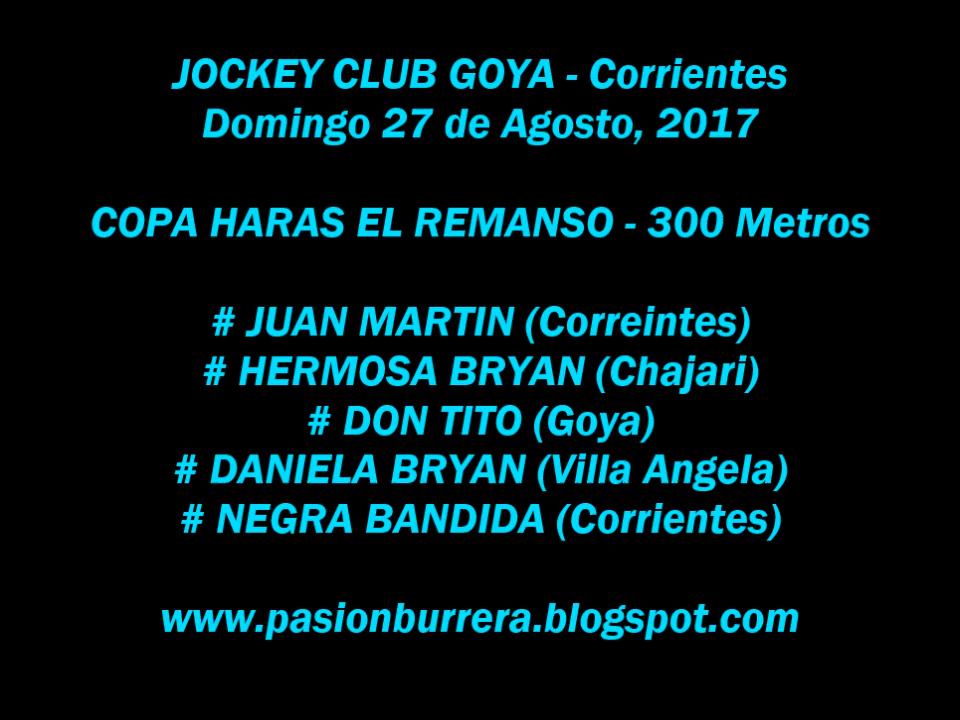 JOCKEY CLUB GOYA - Corrientes
Domingo 27 de Agosto, 2017
COPA HARAS EL REMANSO - 300 Metros
# JUAN MARTIN (Correintes)
# HERMOSA BRYAN (Chajari)
# DON TITO (Goya)
# DANIELA BRYAN (Villa Angela)
# NEGRA BANDIDA (Corrientes)
www.pasionburrera.blogspot.com